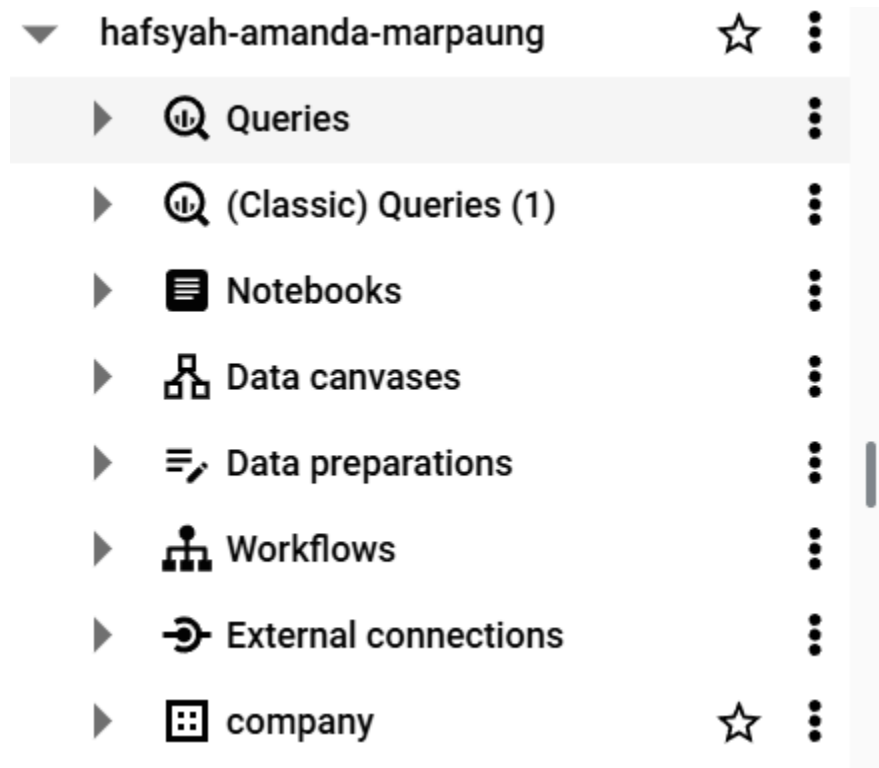 hafsyah-amanda-marpaung
Queries
(Classic) Queries (1)
Notebooks
Data canvases
Data preparations
Workflows
External connections
company